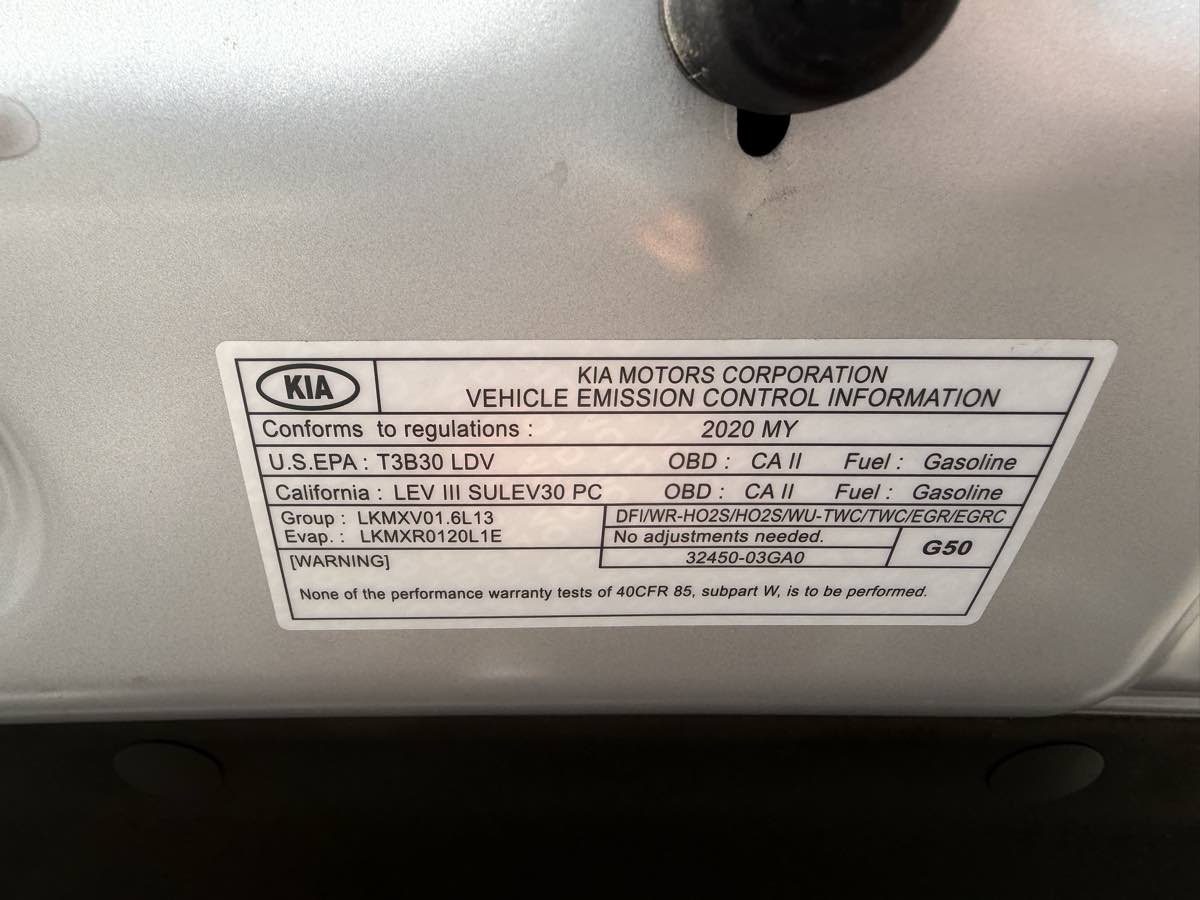 KIA
KIA MOTORS CORPORATION
VEHICLE EMISSION CONTROL INFORMATION
Conforms to regulations : 2020 MY
U.S.EPA : T3B30 LDV OBD : CA II Fuel : Gasoline
California : LEV III SULEV30 PC OBD : CA II Fuel : Gasoline
Group : LKMXV01.6L13 DFI/WR-HO2S/HO2S/WU-TWC/TWC/EGR/EGRC
Evap. : LKMXR0120L1E No adjustments needed.
[WARNING] 32450-03GA0 G50
None of the performance warranty tests of 40CFR 85, subpart W, is to be performed.